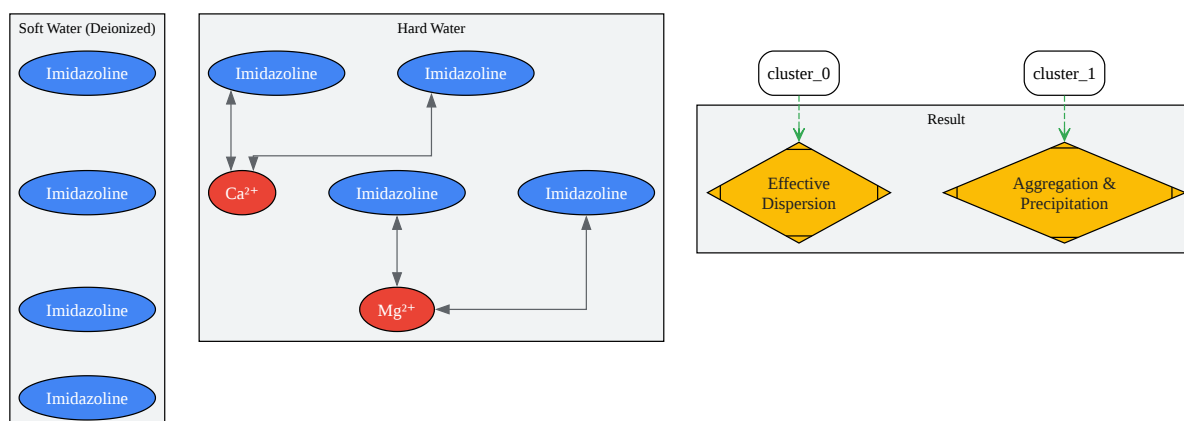 Soft Water (Deionized)
Imidazoline
Imidazoline
Imidazoline
Imidazoline
Hard Water
Imidazoline
Imidazoline
Ca²⁺
Imidazoline
Imidazoline
Mg²⁺
cluster_0
cluster_1
Result
Effective
Dispersion
Aggregation &
Precipitation